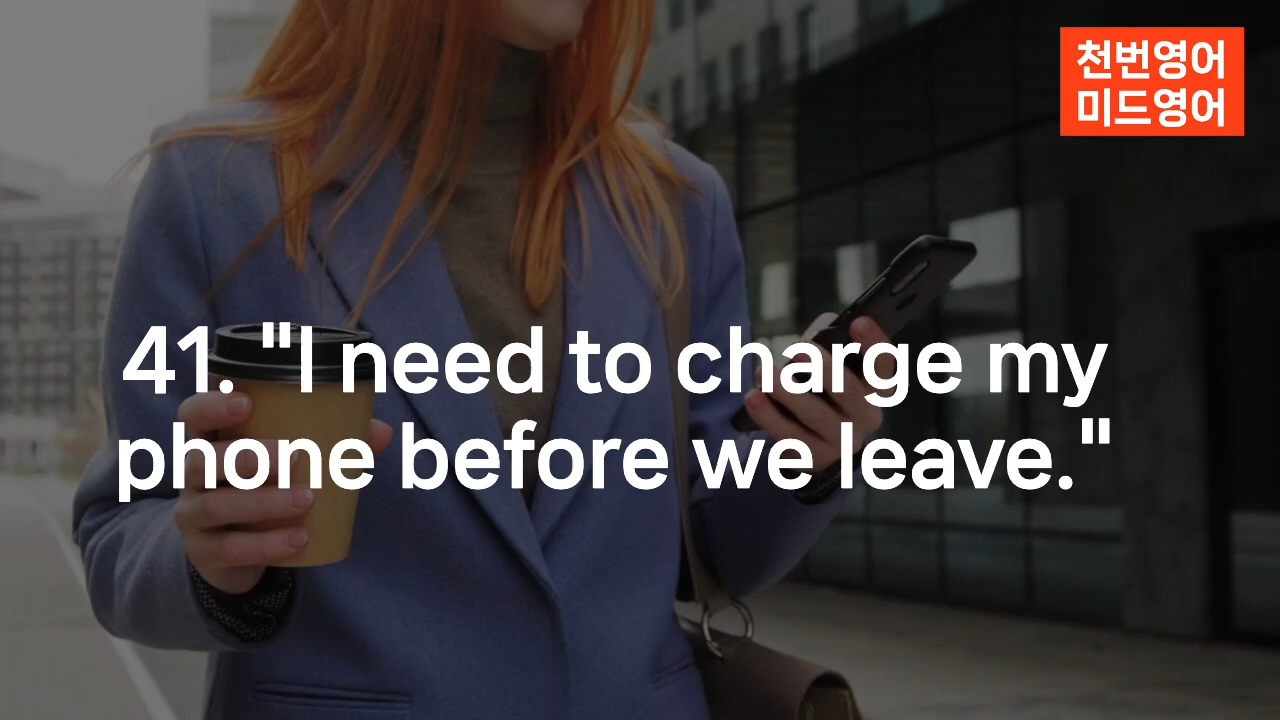 천번영어
미드영어
41. "I need to charge my
phone before we leave."